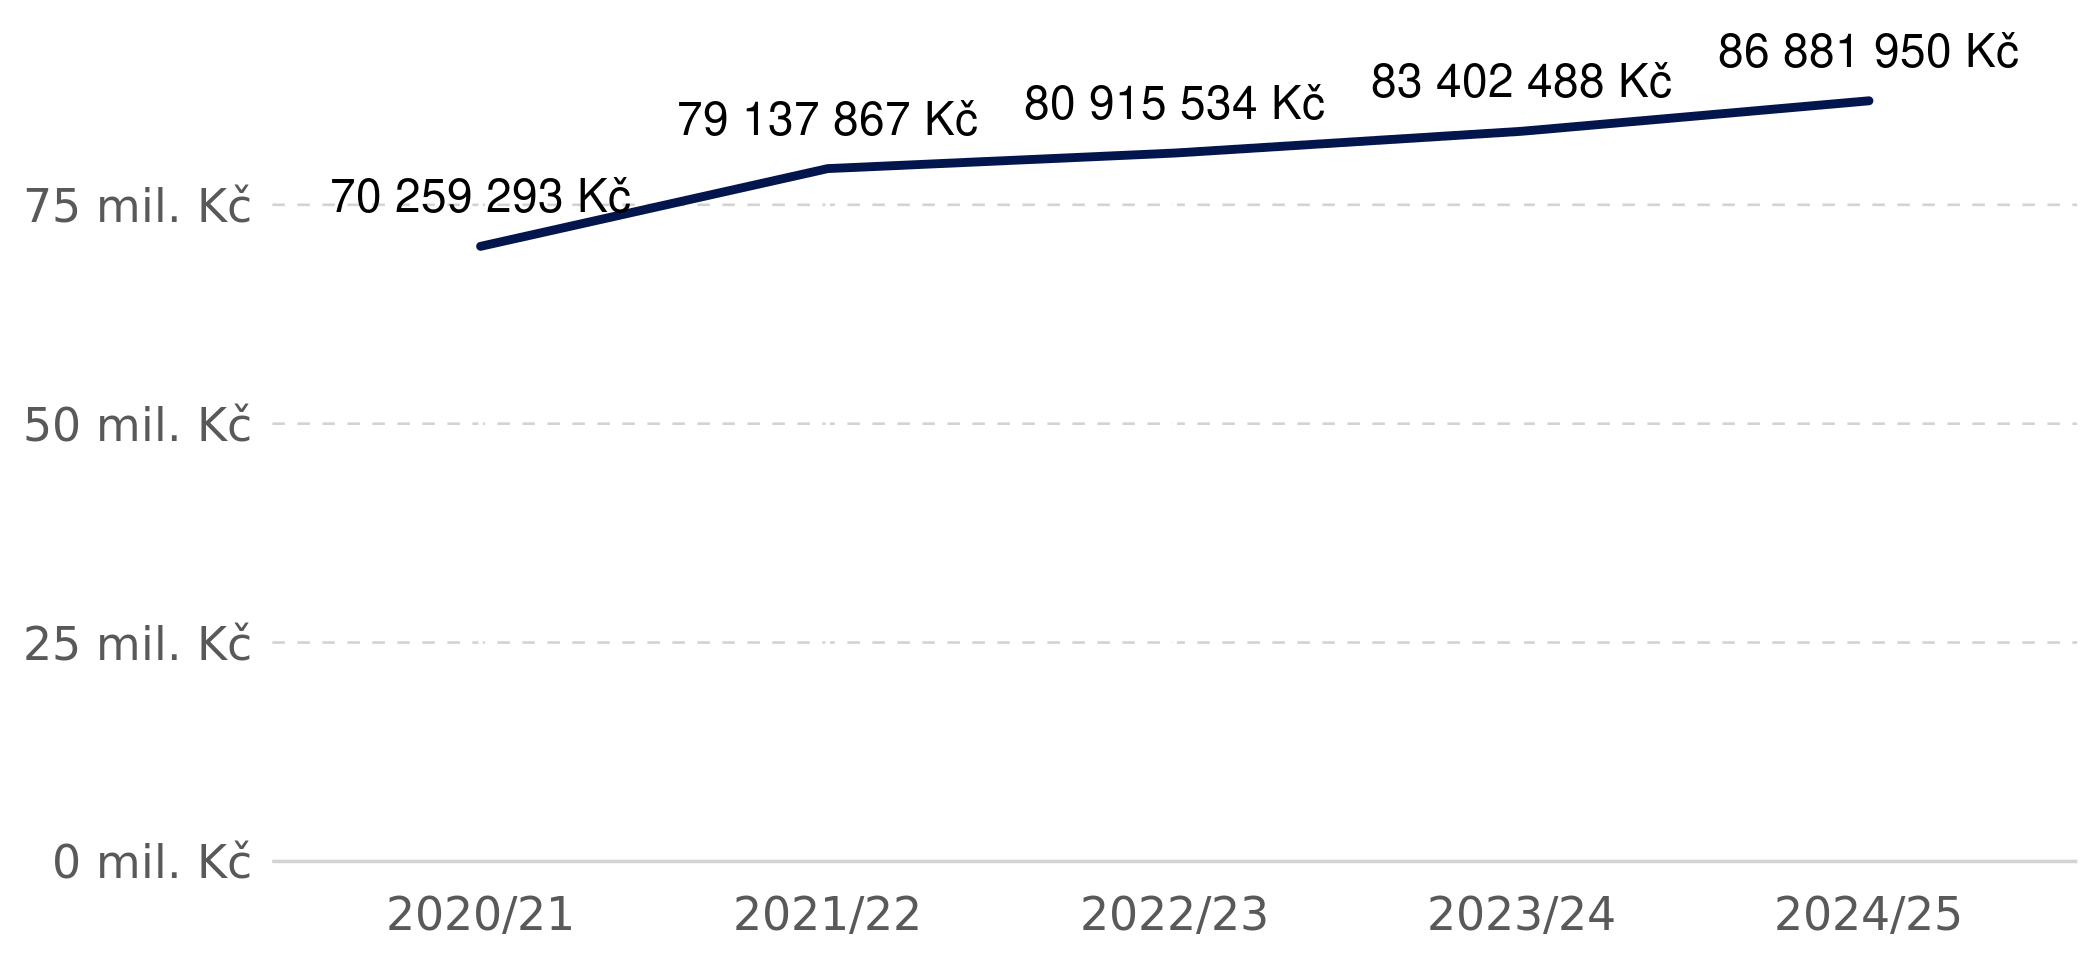 86 881 950 Kč
83 402 488 Kč
80 915 534 Kč
79 137 867 Kč
70 259 293 Kč
75 mil. Kč
50 mil. Kč
25 mil. Kč
0 mil. Kč
2020/21
2021/22
2022/23
2023/24
2024/25